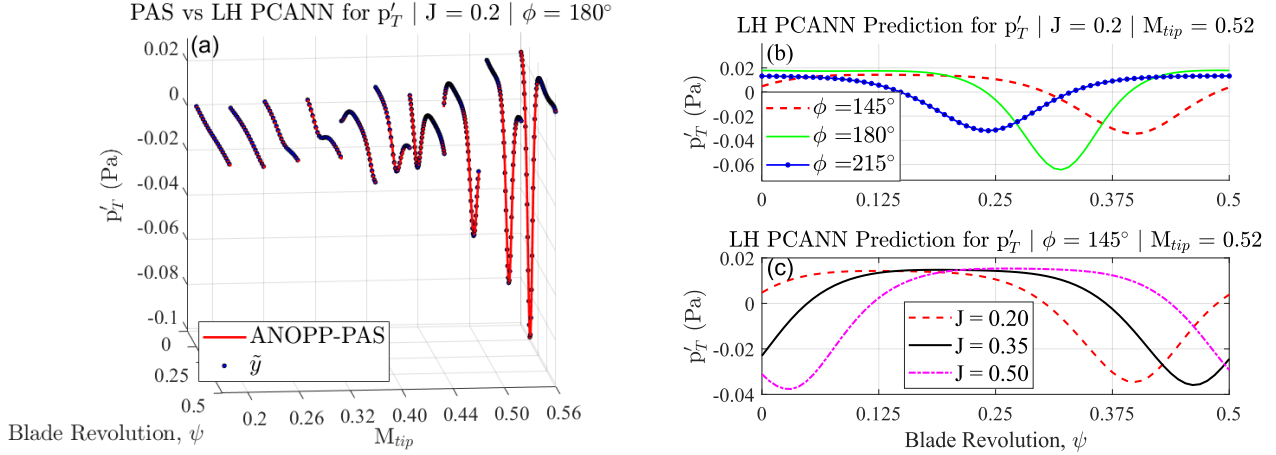 PAS vs LH PCANN for p′_T | J = 0.2 | ϕ = 180°
(a)
0.02
0
-0.02
-0.04
-0.06
-0.08
-0.1
p′_T (Pa)
ANOPP-PAS
ỹ
0
0.25
0.5
Blade Revolution, ψ
0.2
0.26
0.32
0.40
0.44
0.50
0.56
M_tip
LH PCANN Prediction for p′_T | J = 0.2 | M_tip = 0.52
(b)
0.02
0
-0.02
-0.04
-0.06
p′_T (Pa)
ϕ =145°
ϕ =180°
ϕ =215°
0
0.125
0.25
0.375
0.5
LH PCANN Prediction for p′_T | ϕ = 145° | M_tip = 0.52
(c)
0.02
0
-0.02
-0.04
p′_T (Pa)
J = 0.20
J = 0.35
J = 0.50
0
0.125
0.25
0.375
0.5
Blade Revolution, ψ